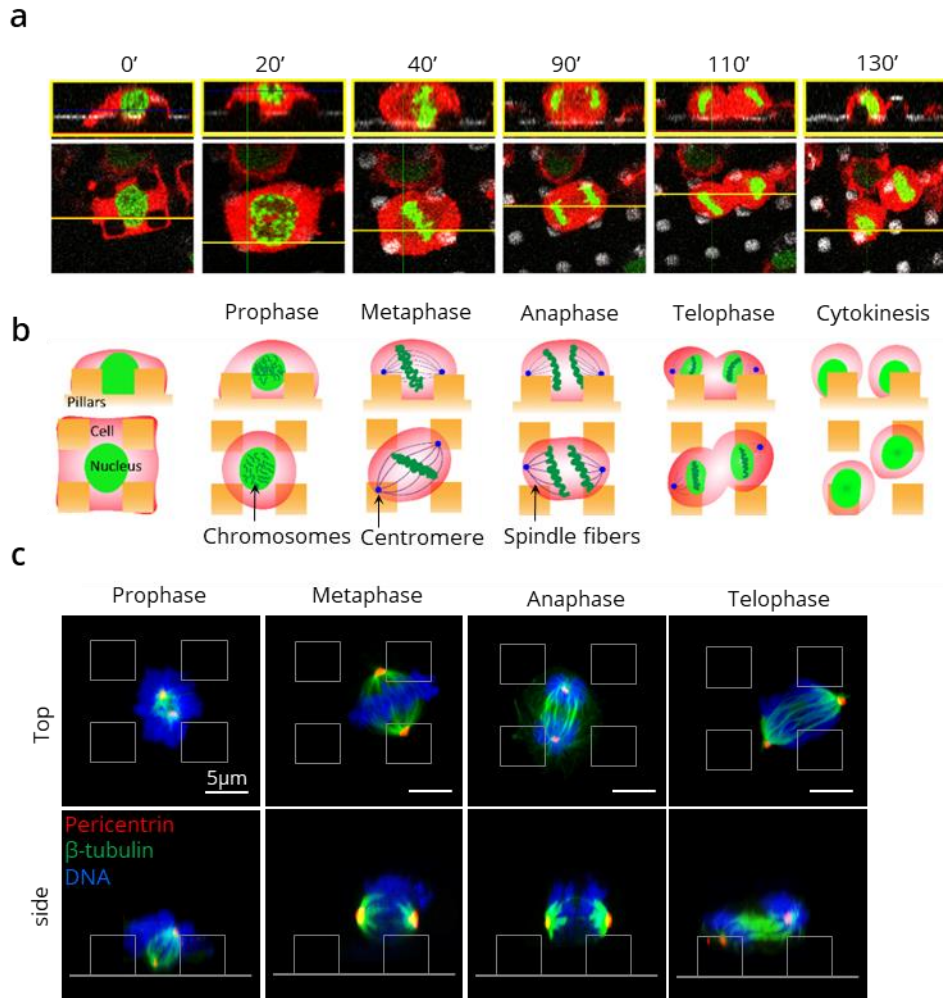 a
0’ 20’ 40’ 90’ 110’ 130’
b
Prophase Metaphase Anaphase Telophase Cytokinesis
Pillars
Cell
Nucleus
Chromosomes Centromere Spindle fibers
c
Prophase Metaphase Anaphase Telophase
Top
5μm
side
Pericentrin
β-tubulin
DNA